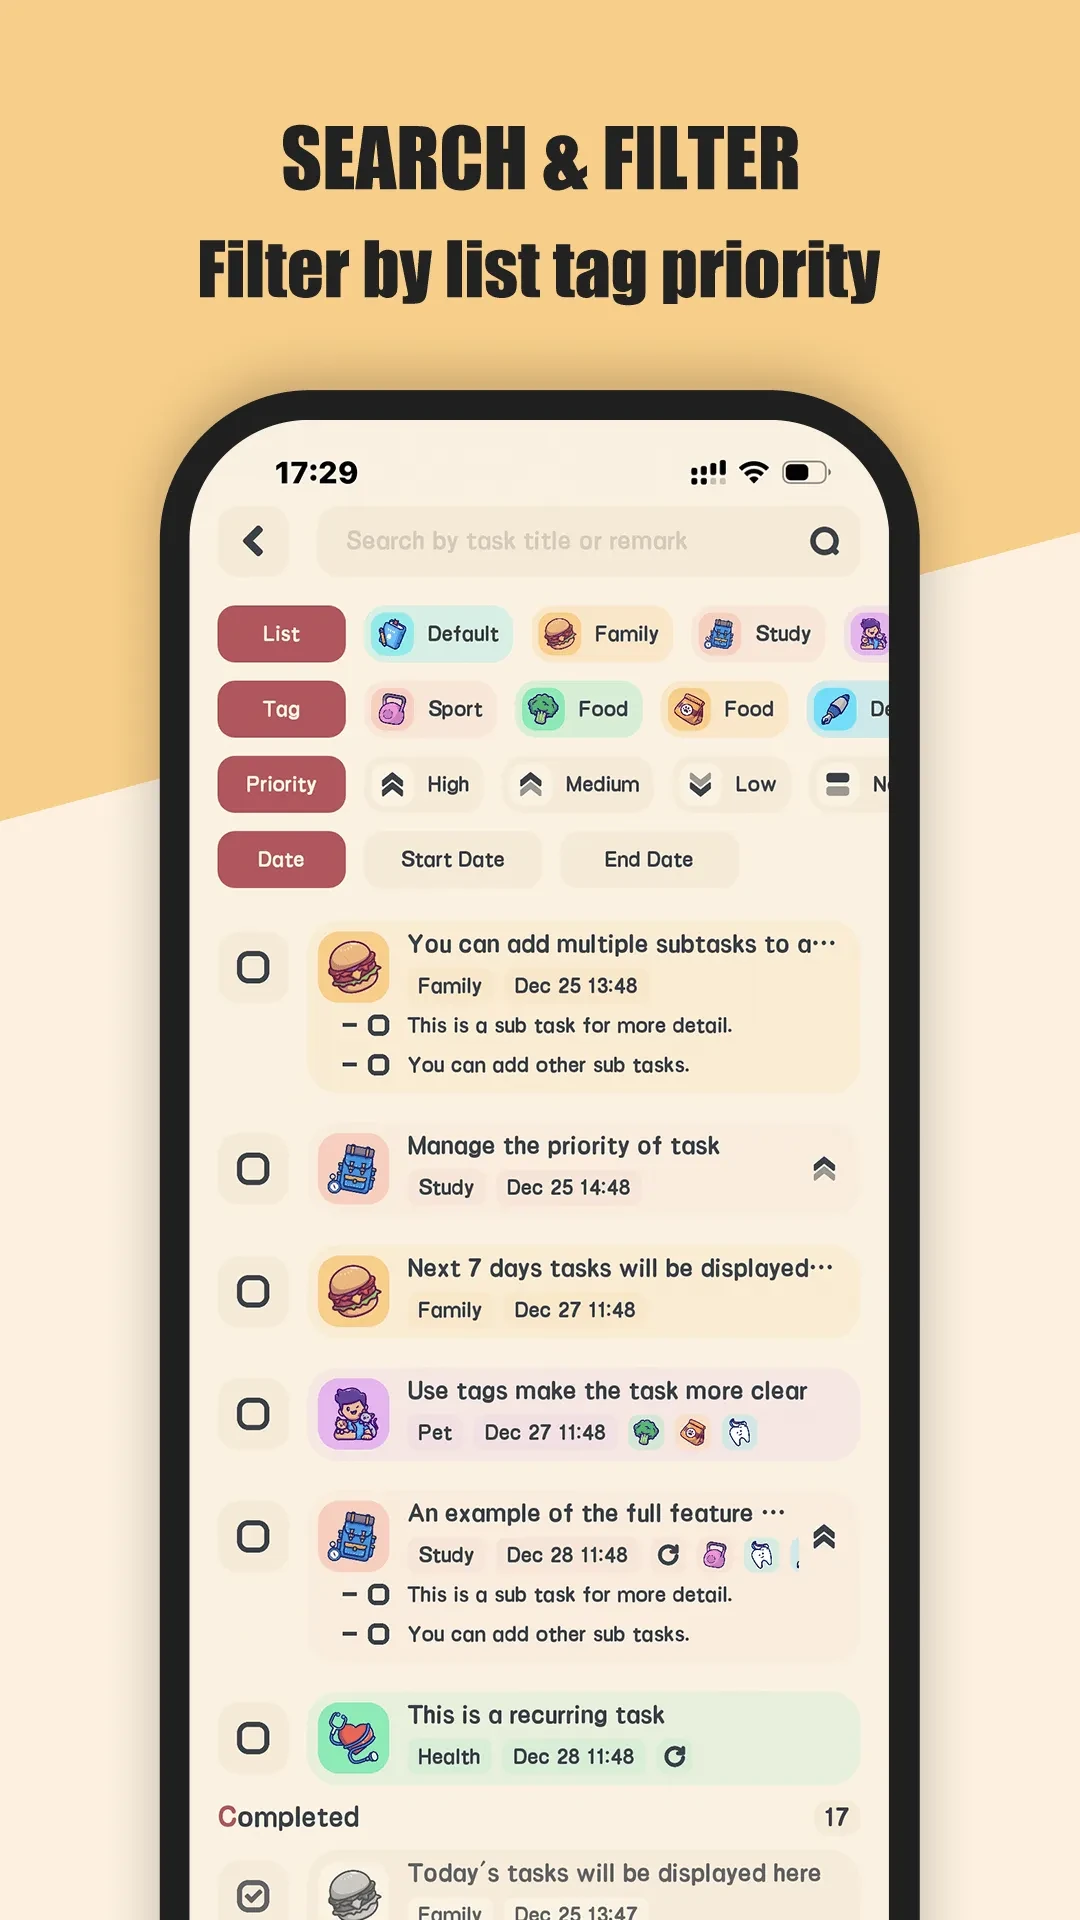 SEARCH & FILTER
Filter by list tag priority
17:29
Search by task title or remark
List Default Family Study
Tag Sport Food Food De
Priority High Medium Low N
Date Start Date End Date
You can add multiple subtasks to a...
Family Dec 25 13:48
This is a sub task for more detail.
You can add other sub tasks.
Manage the priority of task
Study Dec 25 14:48
Next 7 days tasks will be displayed...
Family Dec 27 11:48
Use tags make the task more clear
Pet Dec 27 11:48
An example of the full feature ...
Study Dec 28 11:48
This is a sub task for more detail.
You can add other sub tasks.
This is a recurring task
Health Dec 28 11:48
Completed 17
Today´s tasks will be displayed here
Family Dec 25 13:47